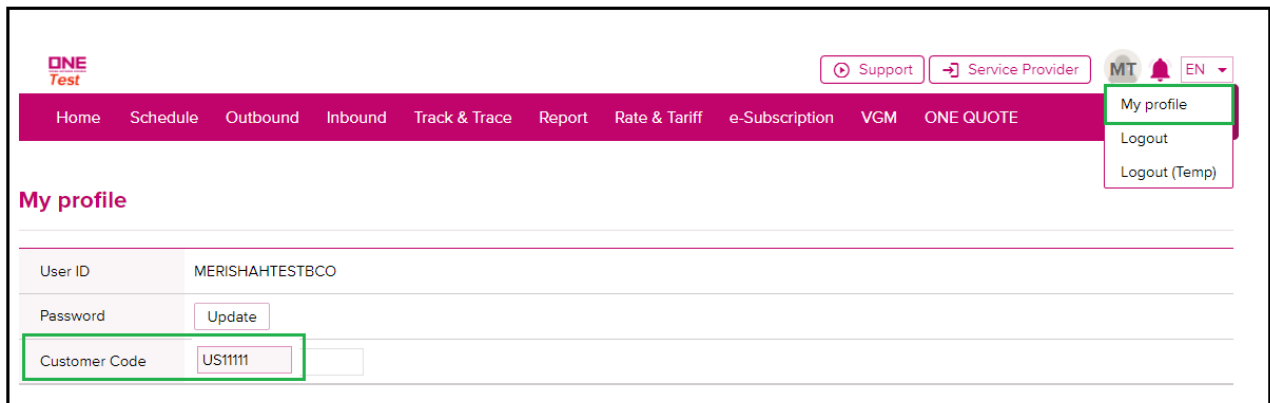 ONE
Test
Support
Service Provider
MT
EN
Home Schedule Outbound Inbound Track & Trace Report Rate & Tariff e-Subscription VGM ONE QUOTE
My profile
Logout
Logout (Temp)
My profile
User ID MERISHAHTESTBCO
Password Update
Customer Code US11111